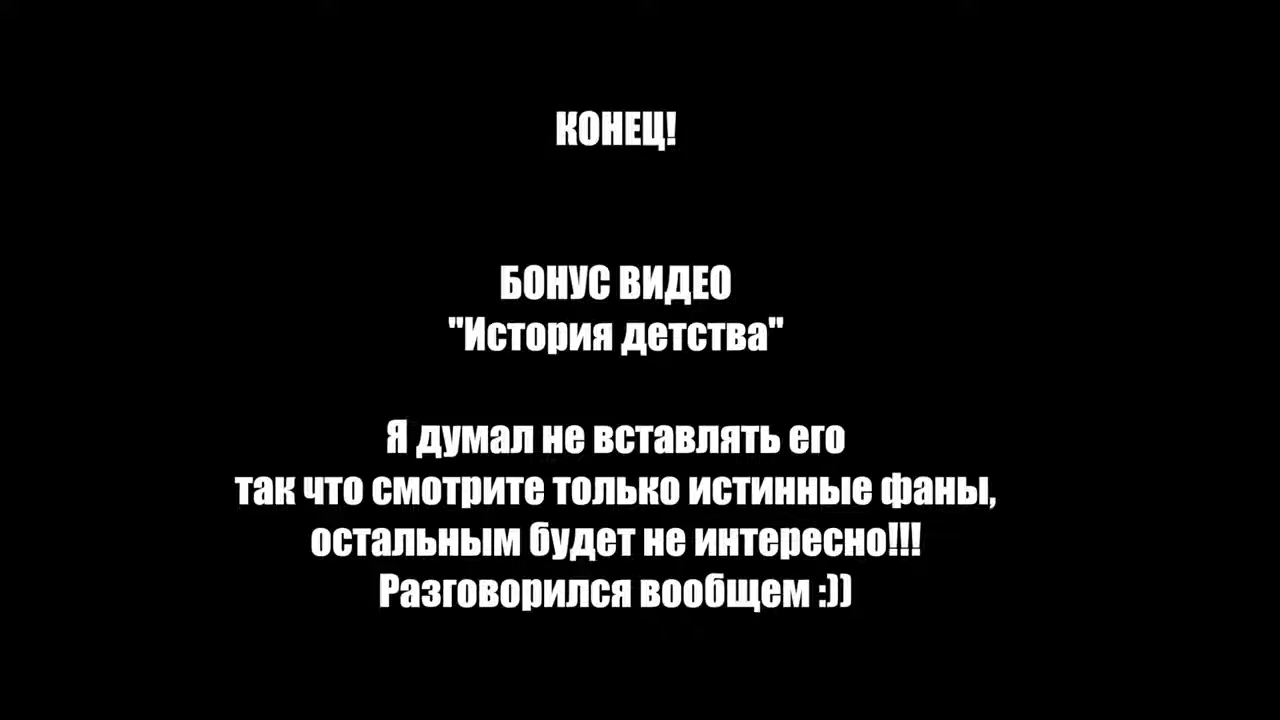 КОНЕЦ!
БОНУС ВИДЕО
"История детства"
Я думал не вставлять его
так что смотрите только истинные фаны,
остальным будет не интересно!!!
Разговорился вообщем :))